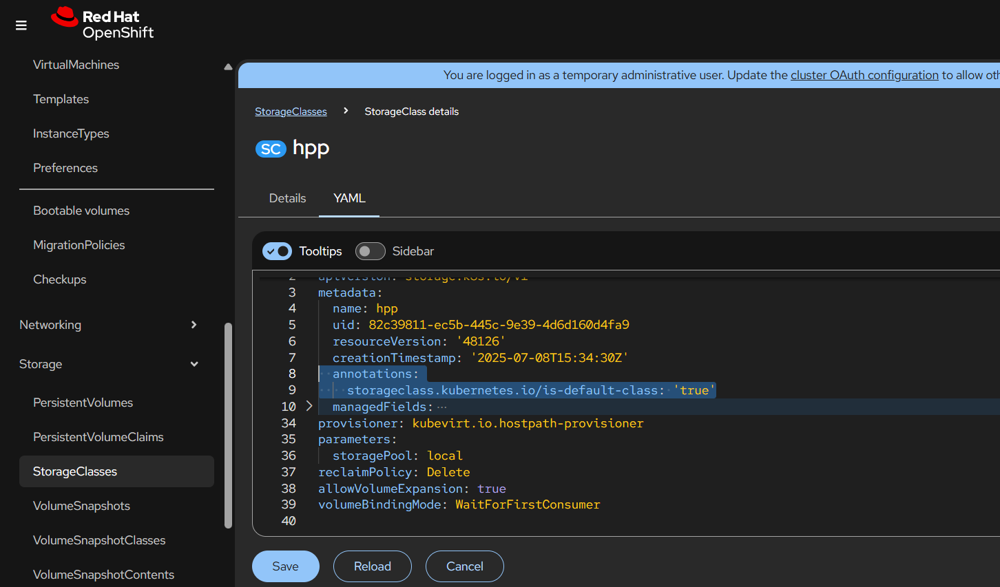 Red Hat
OpenShift
VirtualMachines
Templates
InstanceTypes
Preferences
Bootable volumes
MigrationPolicies
Checkups
Networking
Storage
PersistentVolumes
PersistentVolumeClaims
StorageClasses
VolumeSnapshots
VolumeSnapshotClasses
VolumeSnapshotContents
You are logged in as a temporary administrative user. Update the cluster OAuth configuration to allow oth
StorageClasses > StorageClass details
SC hpp
Details YAML
Tooltips Sidebar
2 apiVersion: storage.k8s.io/v1
3 metadata:
4 name: hpp
5 uid: 82c39811-ec5b-445c-9e39-4d6d160d4fa9
6 resourceVersion: '48126'
7 creationTimestamp: '2025-07-08T15:34:30Z'
8 annotations:
9 storageclass.kubernetes.io/is-default-class: 'true'
10 managedFields: ···
34 provisioner: kubevirt.io.hostpath-provisioner
35 parameters:
36 storagePool: local
37 reclaimPolicy: Delete
38 allowVolumeExpansion: true
39 volumeBindingMode: WaitForFirstConsumer
40
Save Reload Cancel